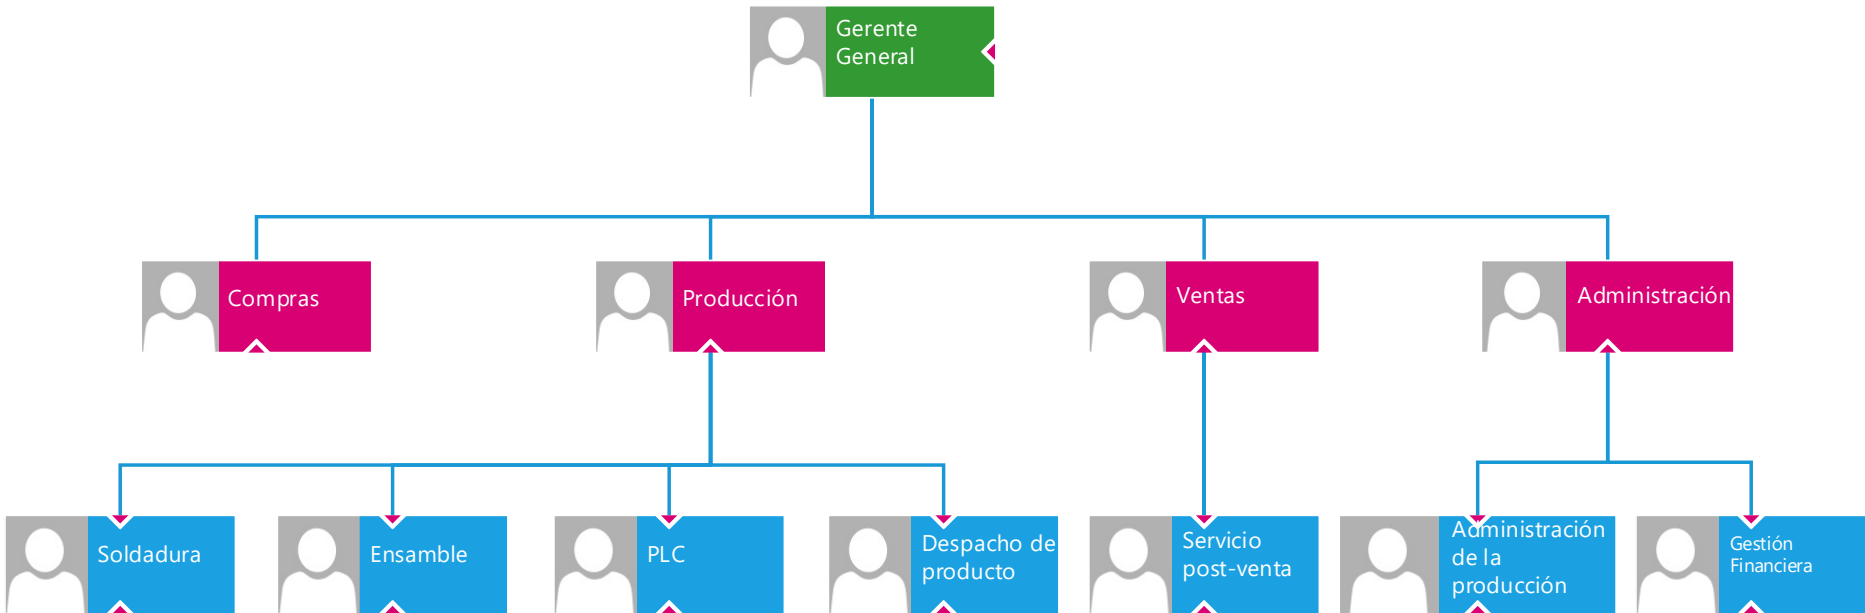 Gerente
General
Compras
Producción
Ventas
Administración
Soldadura
Ensamble
PLC
Despacho de
producto
Servicio
post-venta
Administración
de la
producción
Gestión
Financiera